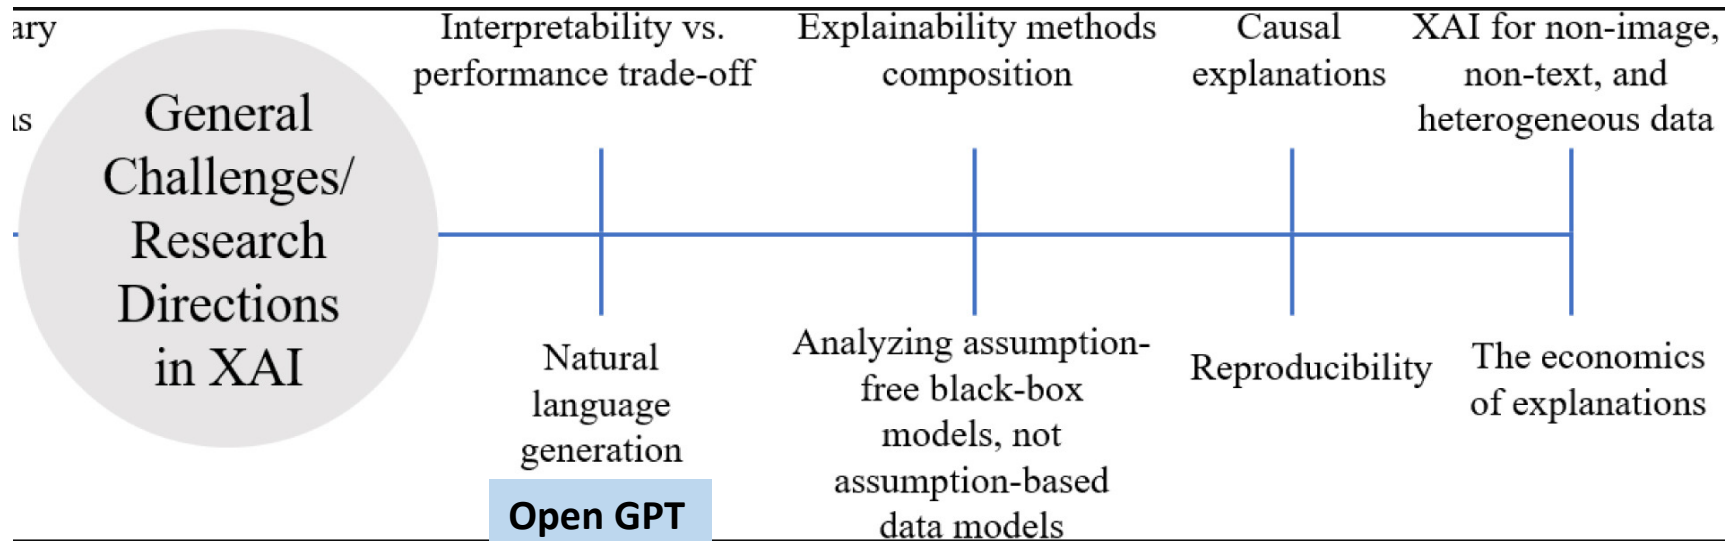 ary
ns
General
Challenges/
Research
Directions
in XAI
Interpretability vs.
performance trade-off
Explainability methods
composition
Causal
explanations
XAI for non-image,
non-text, and
heterogeneous data
Natural
language
generation
Open GPT
Analyzing assumption-
free black-box
models, not
assumption-based
data models
Reproducibility
The economics
of explanations